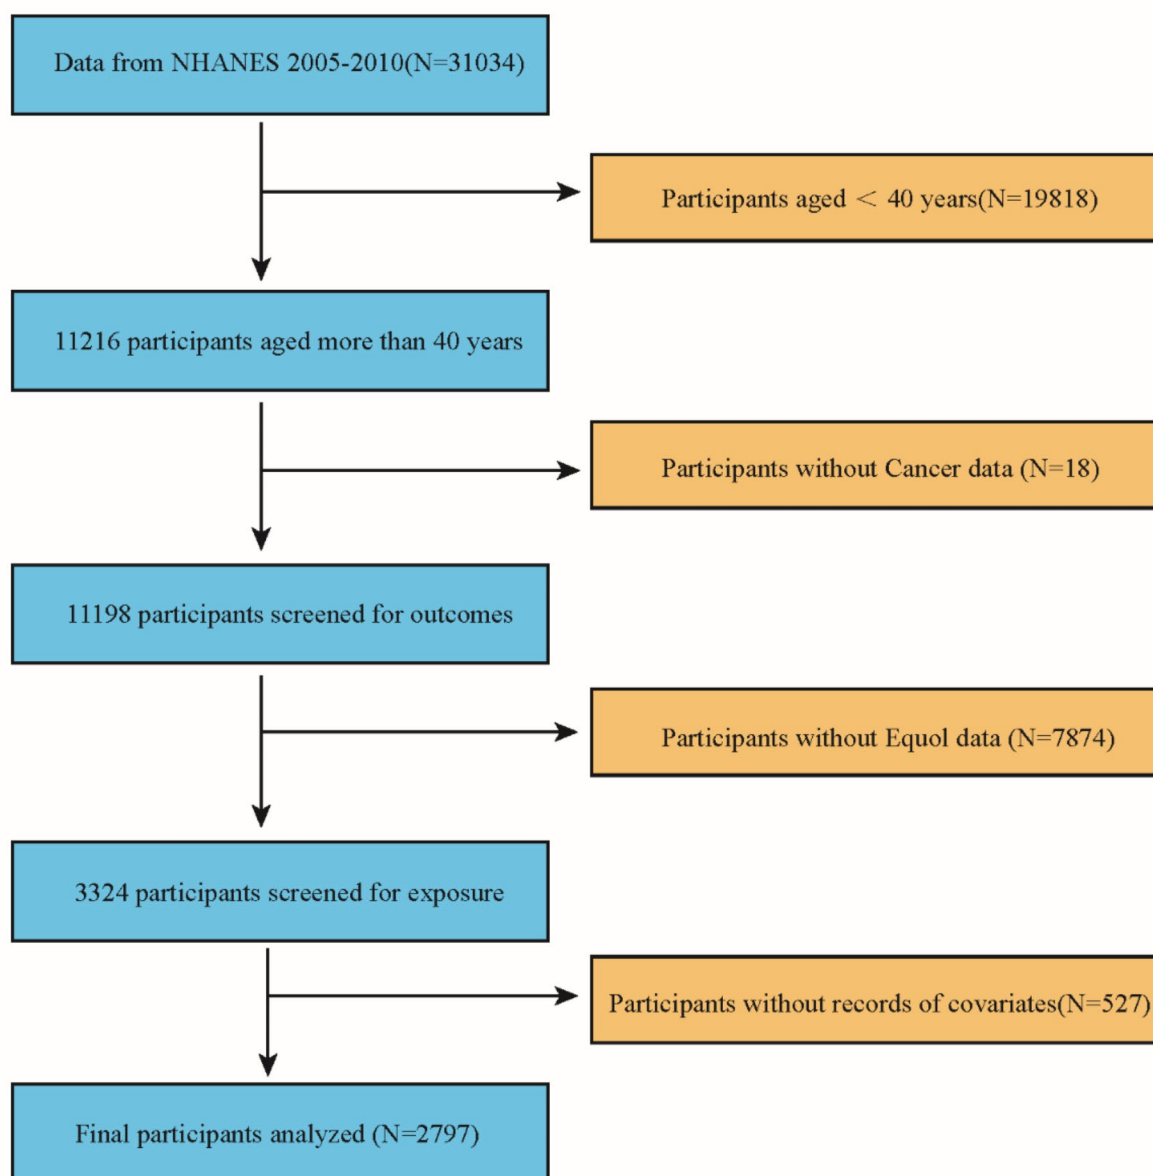 Data from NHANES 2005-2010(N=31034)
Participants aged < 40 years(N=19818)
11216 participants aged more than 40 years
Participants without Cancer data (N=18)
11198 participants screened for outcomes
Participants without Equol data (N=7874)
3324 participants screened for exposure
Participants without records of covariates(N=527)
Final participants analyzed (N=2797)